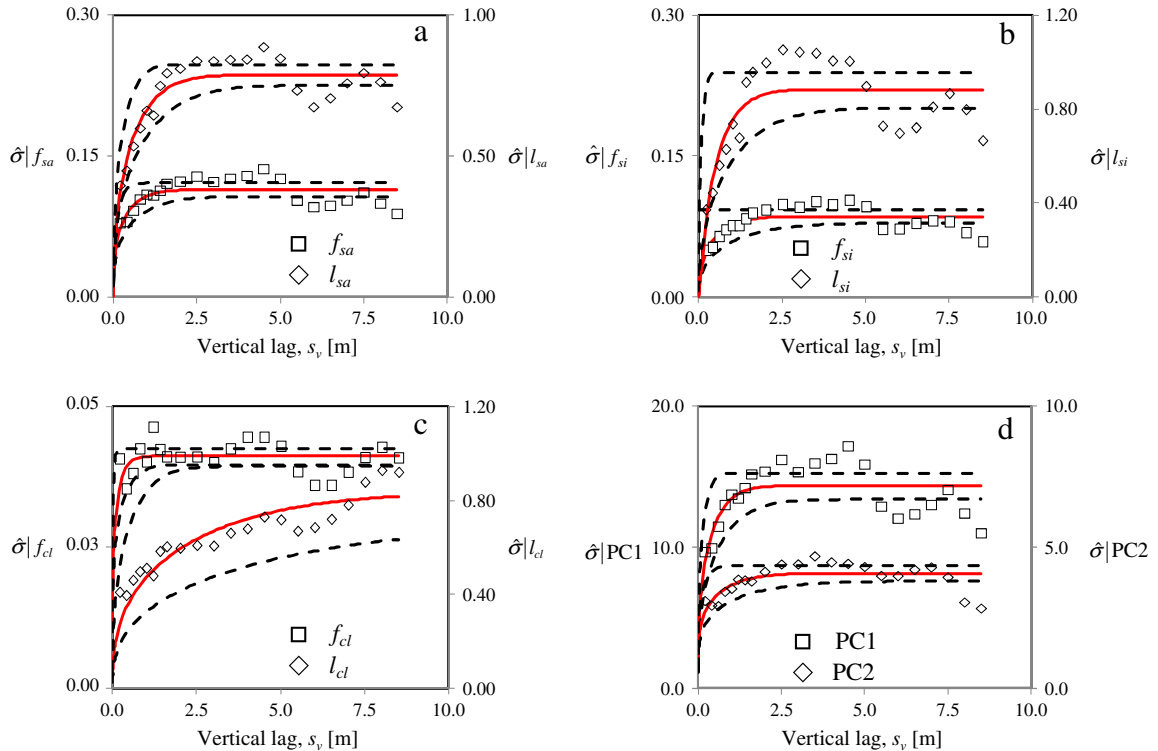 0.30
1.00
a
σ̂|f_sa
0.15
0.50
σ̂|l_sa
f_sa
l_sa
0.00
0.00
0.0 2.5 5.0 7.5 10.0
Vertical lag, s_v [m]
0.30
1.20
b
0.80
σ̂|f_si
0.15
σ̂|l_si
0.40
f_si
l_si
0.00
0.00
0.0 2.5 5.0 7.5 10.0
Vertical lag, s_v [m]
0.05
1.20
c
0.80
σ̂|f_cl
0.03
σ̂|l_cl
0.40
f_cl
l_cl
0.00
0.00
0.0 2.5 5.0 7.5 10.0
Vertical lag, s_v [m]
20.0
10.0
d
σ̂|PC1
10.0
5.0
σ̂|PC2
PC1
PC2
0.0
0.0
0.0 2.5 5.0 7.5 10.0
Vertical lag, s_v [m]